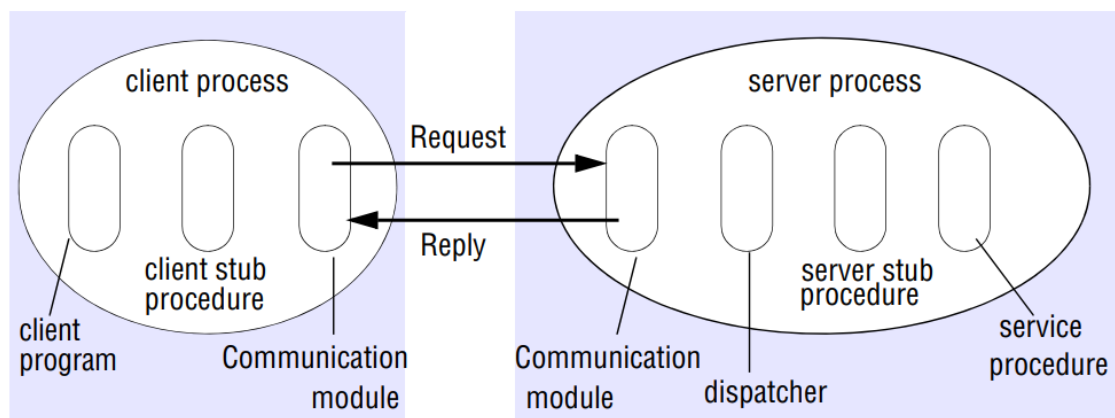 client process
server process
Request
Reply
client stub
procedure
server stub
procedure
client
program
Communication
module
Communication
module
dispatcher
service
procedure